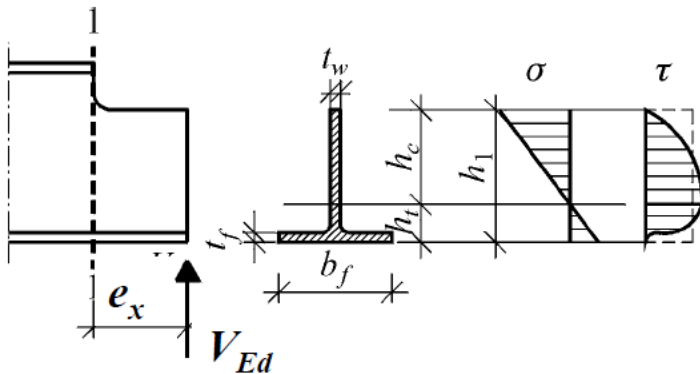 1
t_w
σ
τ
h_c
h_1
h_t
t_f
b_f
e_x
V_Ed